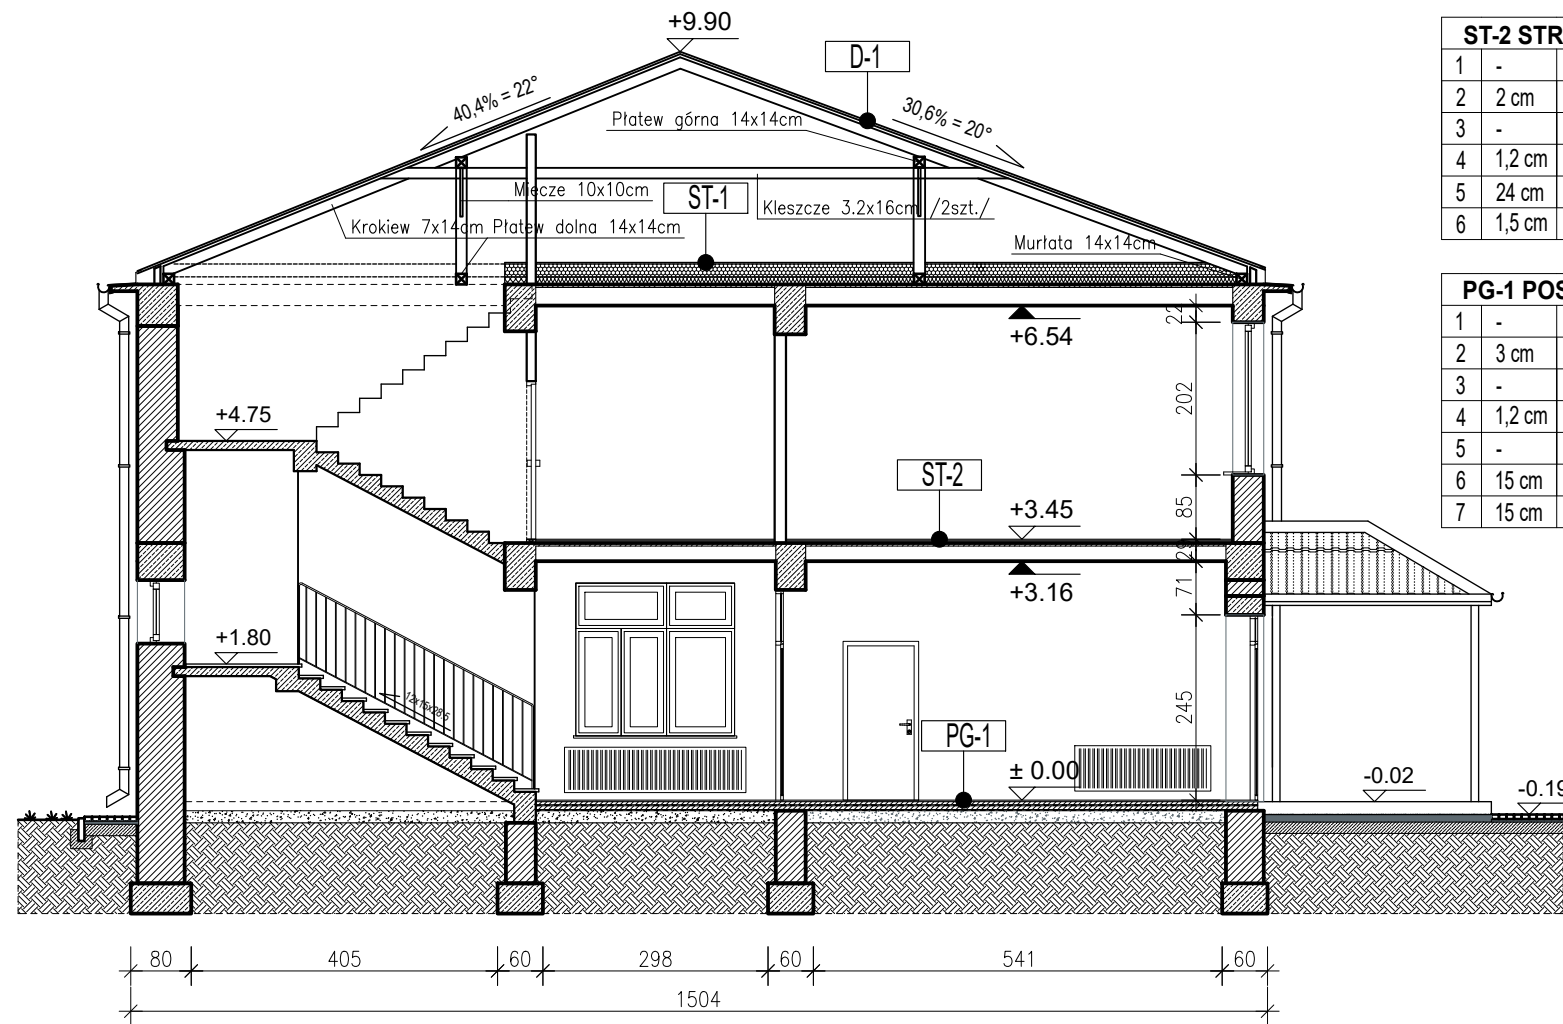 +9.90
D-1
40,4% = 22°
30,6% = 20°
Płatew górna 14x14cm
Miecze 10x10cm
ST-1
Kleszcze 3.2x16cm /2szt./
Krokiew 7x14cm Płatew dolna 14x14cm
Murłata 14x14cm
22
+6.54
202
+4.75
ST-2
85
+3.45
29
+3.16
71
+1.80
12x15x28.5
245
PG-1
± 0.00
-0.02
-0.19
80
405
60
298
60
541
60
1504
ST-2 STR
1 -
2 2 cm
3 -
4 1,2 cm
5 24 cm
6 1,5 cm
PG-1 POS
1 -
2 3 cm
3 -
4 1,2 cm
5 -
6 15 cm
7 15 cm